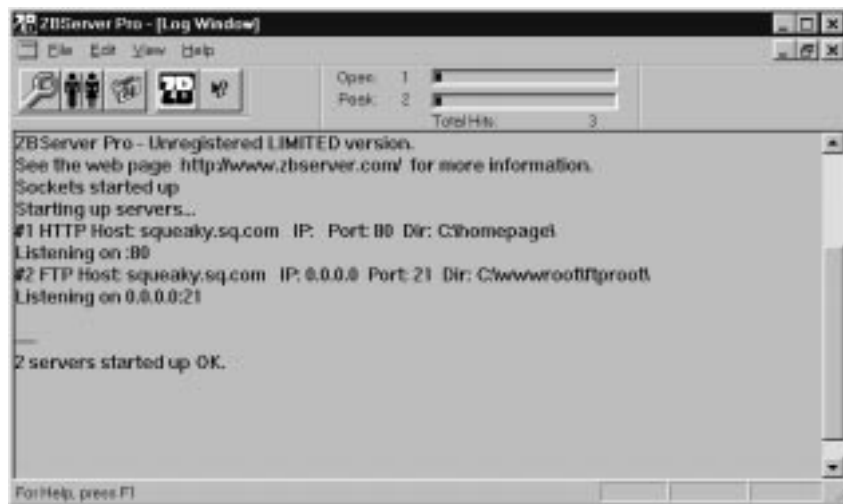 ZBServer Pro - [Log Window]
File Edit View Help
Open: 1
Peak: 2
Total Hits: 3
ZBServer Pro - Unregistered LIMITED version.
See the web page http://www.zbserver.com/ for more information.
Sockets started up
Starting up servers...
#1 HTTP Host: squeaky.sq.com IP: Port: 80 Dir: C:\homepage\
Listening on :80
#2 FTP Host: squeaky.sq.com IP: 0.0.0.0 Port: 21 Dir: C:\wwwroot\ftproot\
Listening on 0.0.0.0:21
2 servers started up OK.
For Help, press F1